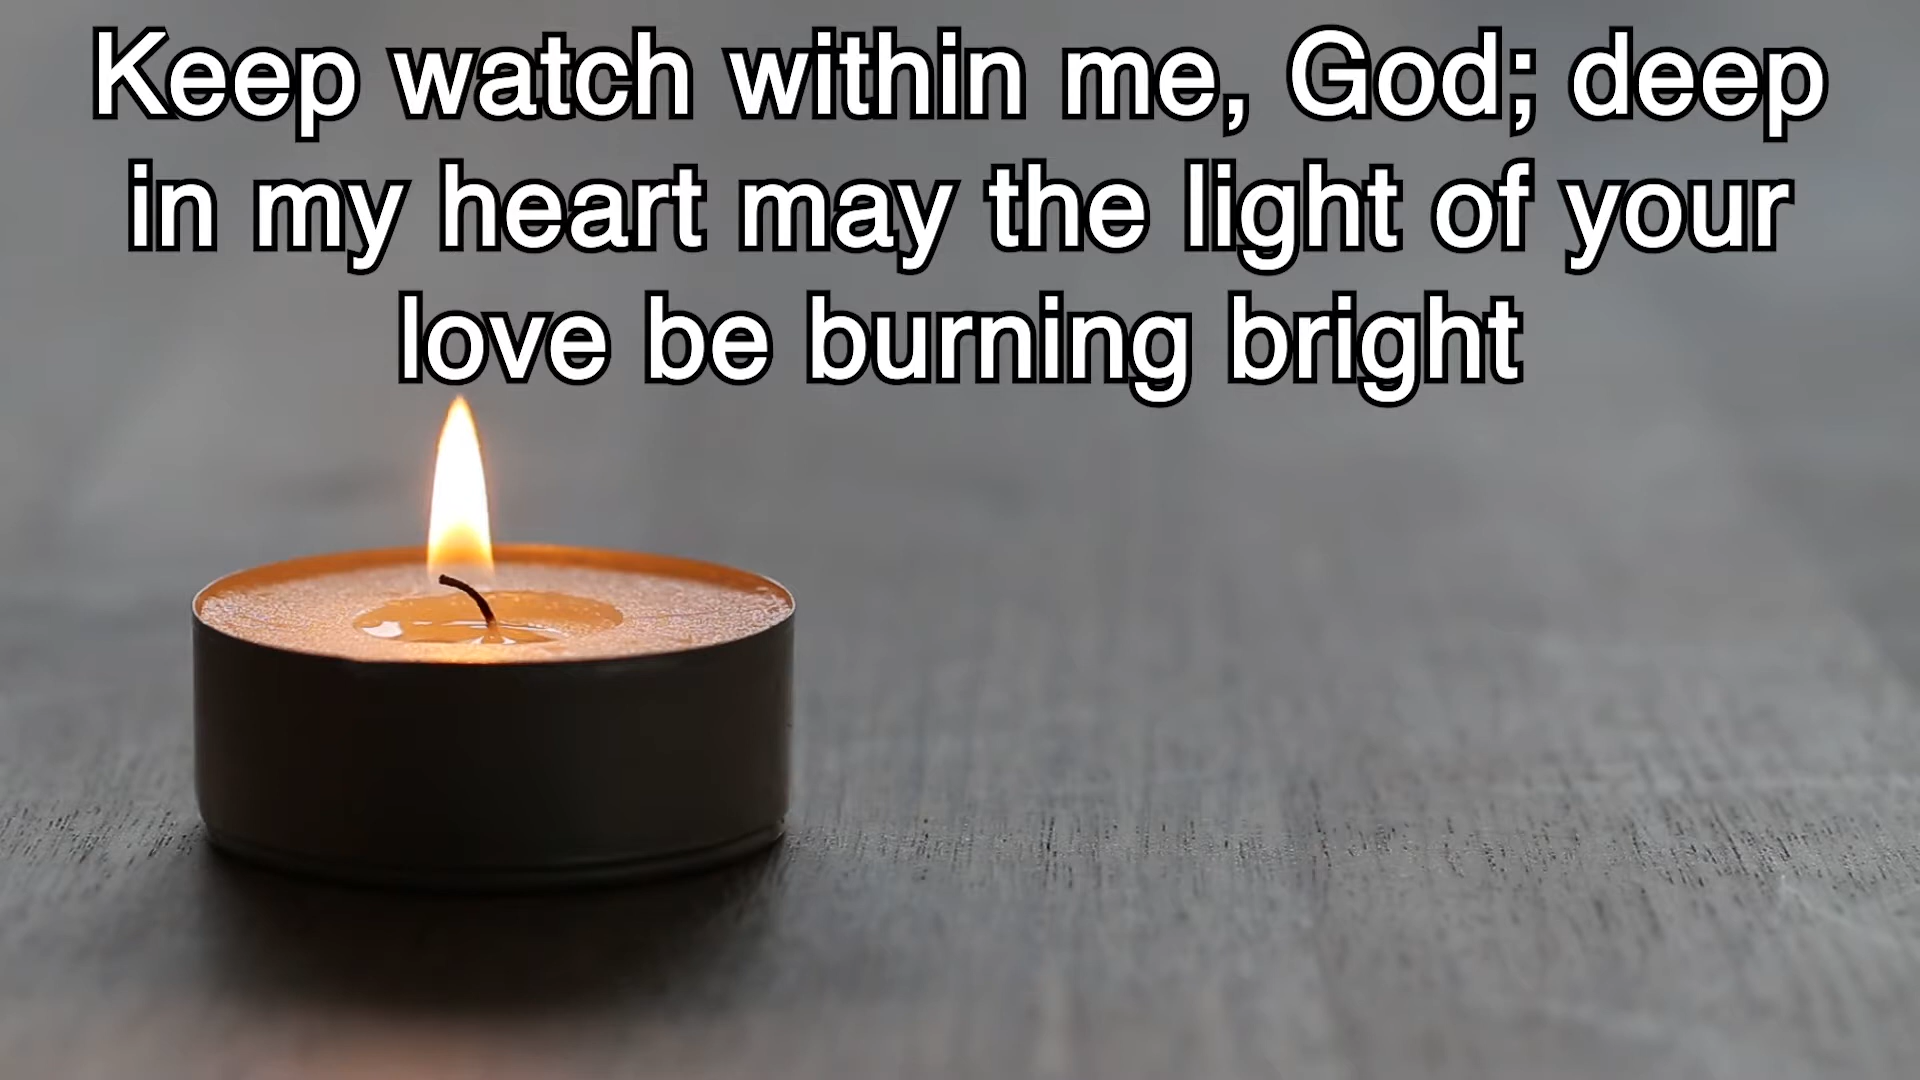 Keep watch within me, God; deep
in my heart may the light of your
love be burning bright